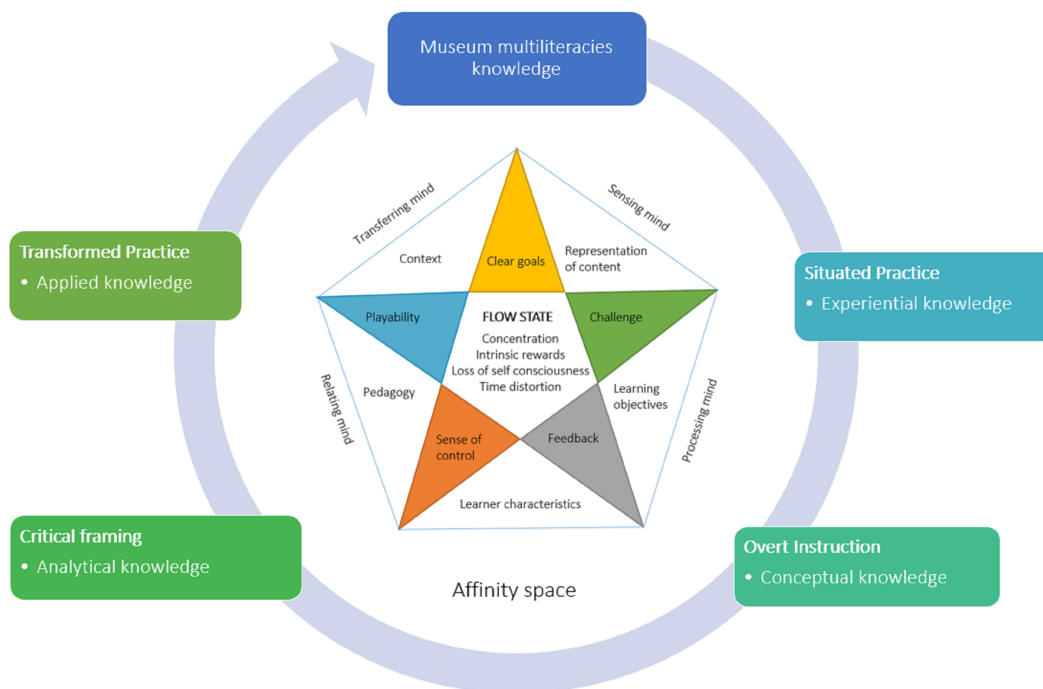 Museum multiliteracies
knowledge
Transferring mind
Sensing mind
Context
Clear goals
Representation
of content
Transformed Practice
• Applied knowledge
Situated Practice
• Experiential knowledge
Playability
FLOW STATE
Concentration
Intrinsic rewards
Loss of self consciousness
Time distortion
Challenge
Relating mind
Pedagogy
Learning
objectives
Processing mind
Sense of
control
Feedback
Learner characteristics
Critical framing
• Analytical knowledge
Overt Instruction
• Conceptual knowledge
Affinity space